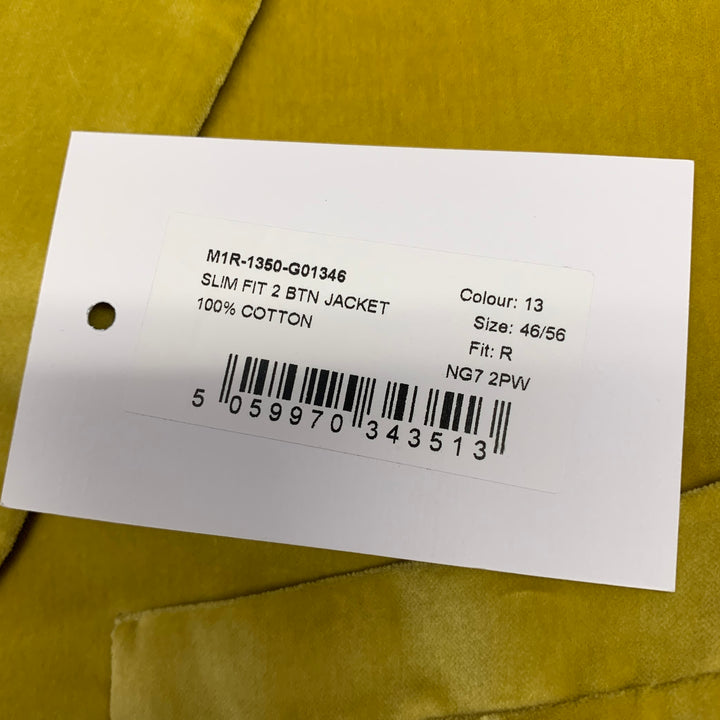 M1R-1350-G01346
SLIM FIT 2 BTN JACKET
100% COTTON
Colour: 13
Size: 46/56
Fit: R
NG7 2PW
5 059970 343513